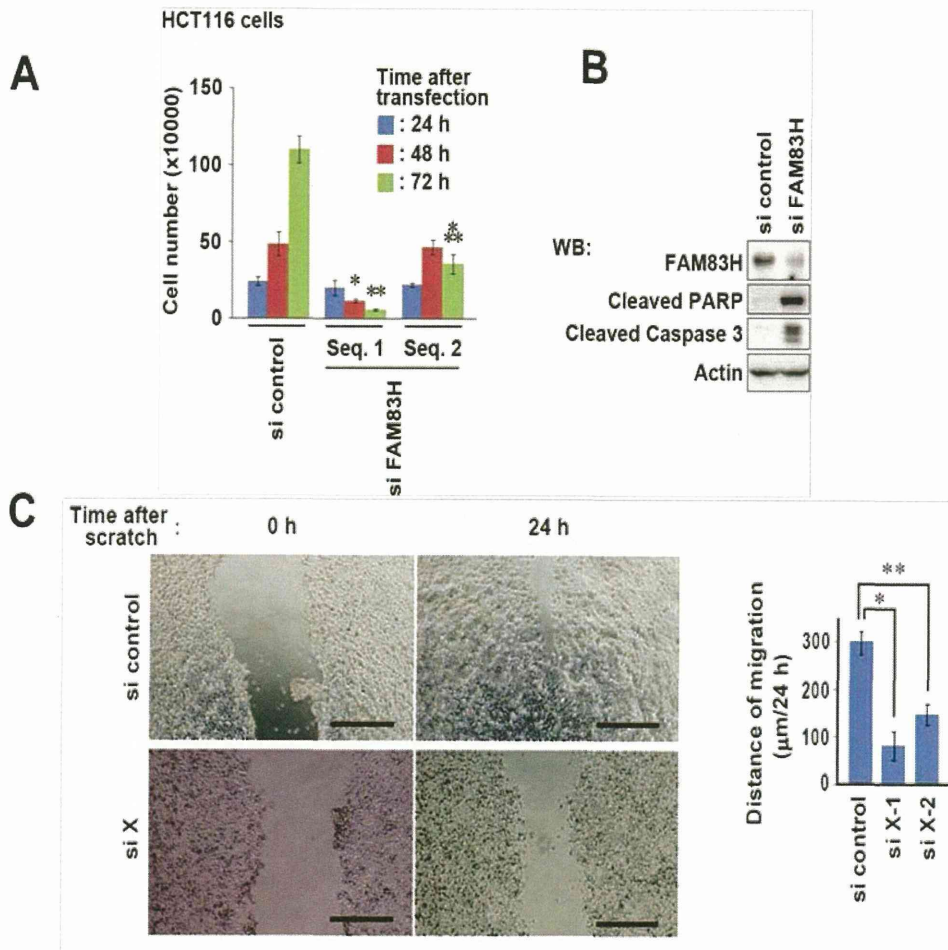 HCT116 cells
A
Cell number (x100000)
150
100
50
0
Time after
transfection
: 24 h
: 48 h
: 72 h
*
**
*
**
si control
Seq. 1
Seq. 2
si FAM83H
B
si control
si FAM83H
WB:
FAM83H
Cleaved PARP
Cleaved Caspase 3
Actin
C
Time after
scratch
:
0 h
24 h
si control
si X
Distance of migration
(µm/24 h)
300
200
100
0
**
*
si control
si X-1
si X-2